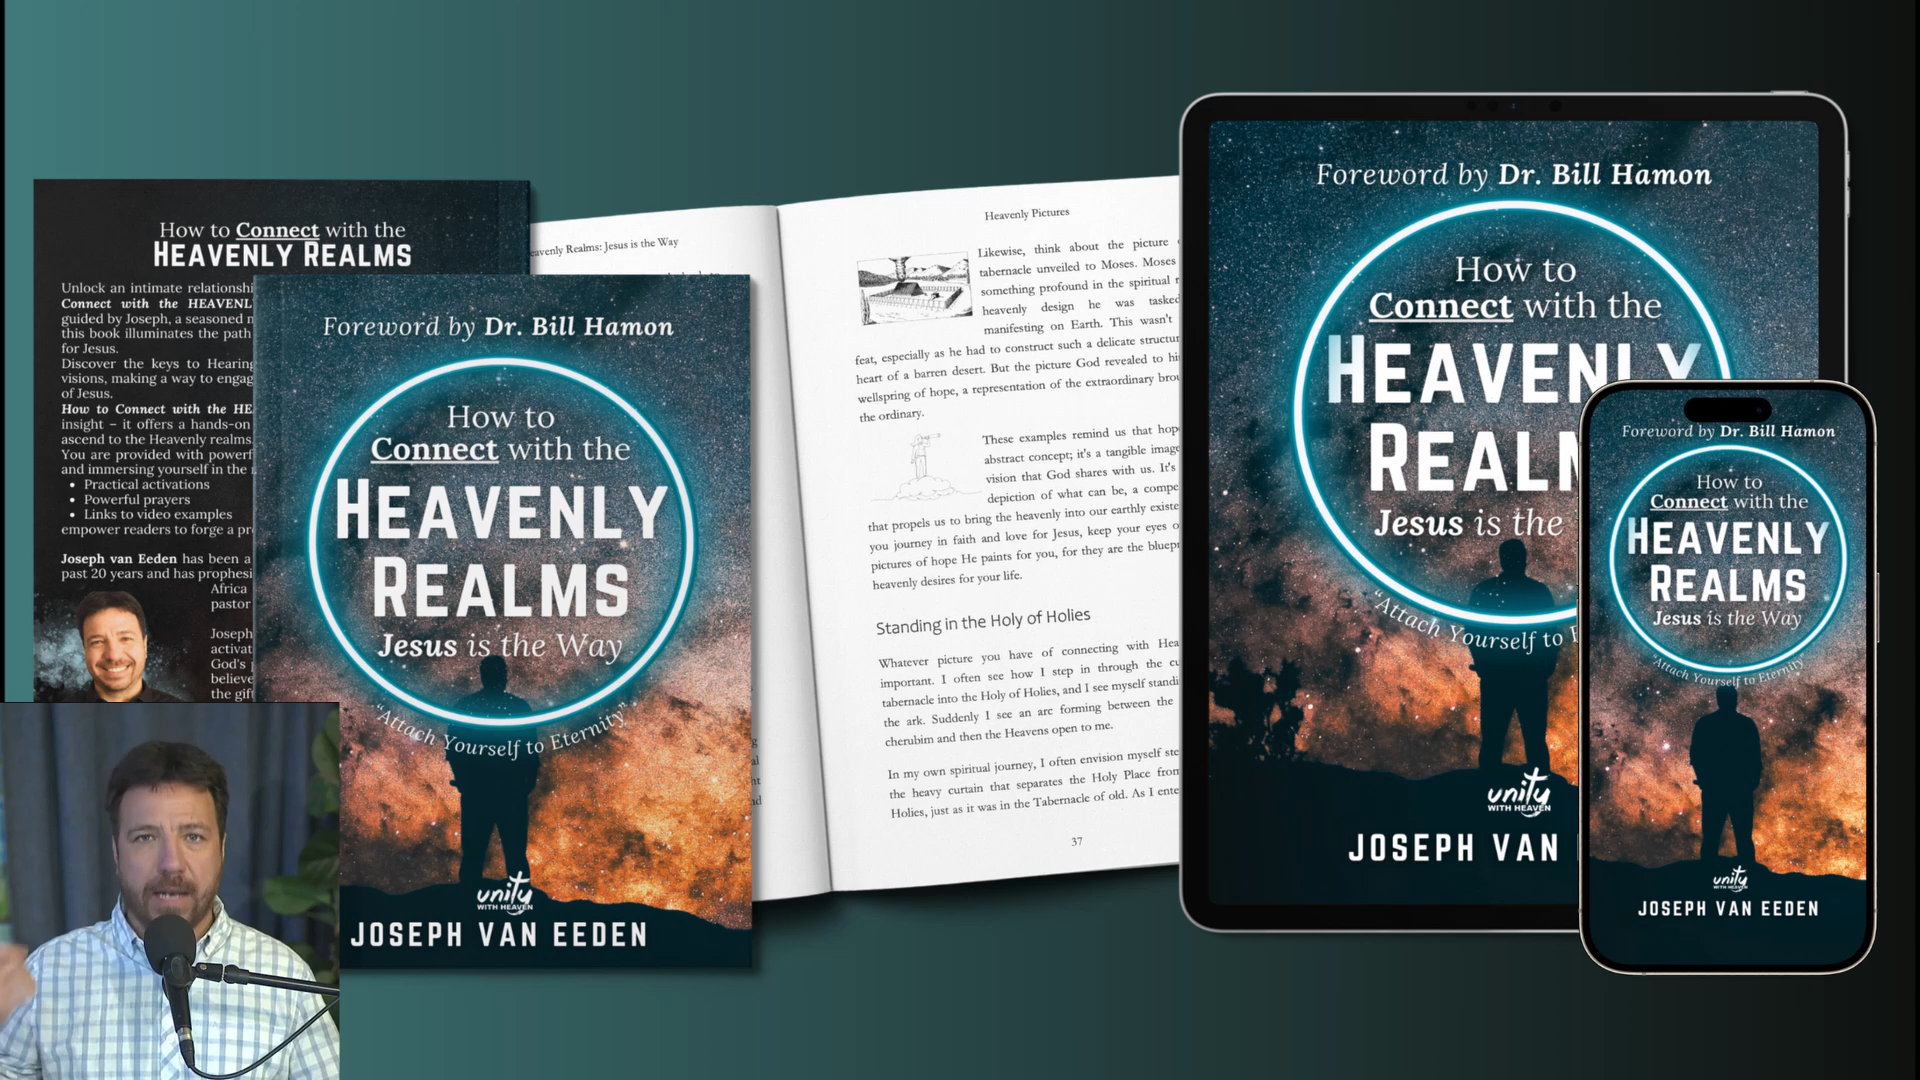 How to Connect with the
HEAVENLY REALMS
Unlock an intimate relationshi
Connect with the HEAVENL
guided by Joseph, a seasoned
this book illuminates the path
for Jesus.
Discover the keys to Hearing
visions, making a way to engag
of Jesus.
How to Connect with the HE
insight – it offers a hands-on
ascend to the Heavenly realms
You are provided with powerf
and immersing yourself in the
• Practical activations
• Powerful prayers
• Links to video examples
empower readers to forge a pr
Joseph van Eeden has been a
past 20 years and has prophesi
Africa
pastor
Joseph
activat
God's
believe
the gif
Foreword by Dr. Bill Hamon
How to
Connect with the
HEAVENLY
REALMS
Jesus is the Way
"Attach Yourself to Eternity"
unity
WITH HEAVEN
JOSEPH VAN EEDEN
eavenly Realms: Jesus is the Way
Heavenly Pictures
Likewise, think about the picture
tabernacle unveiled to Moses. Moses
something profound in the spiritual
heavenly design he was tasked
manifesting on Earth. This wasn't
feat, especially as he had to construct such a delicate structu
heart of a barren desert. But the picture God revealed to hi
wellspring of hope, a representation of the extraordinary bro
the ordinary.
These examples remind us that hop
abstract concept; it's a tangible imag
vision that God shares with us. It's
depiction of what can be, a compe
that propels us to bring the heavenly into our earthly existe
you journey in faith and love for Jesus, keep your eyes o
pictures of hope He paints for you, for they are the bluepr
heavenly desires for your life.
Standing in the Holy of Holies
Whatever picture you have of connecting with Hea
important. I often see how I step in through the cu
tabernacle into the Holy of Holies, and I see myself standi
the ark. Suddenly I see an arc forming between the
cherubim and then the Heavens open to me.
In my own spiritual journey, I often envision myself ste
the heavy curtain that separates the Holy Place from
Holies, just as it was in the Tabernacle of old. As I ente
37
Foreword by Dr. Bill Hamon
How to
Connect with the
HEAVENLY
REALM
Jesus is the
"Attach Yourself to E
unity
WITH HEAVEN
JOSEPH VAN
Foreword by Dr. Bill Hamon
How to
Connect with the
HEAVENLY
REALMS
Jesus is the Way
"Attach Yourself to Eternity
unity
WITH HEAVEN
JOSEPH VAN EEDEN